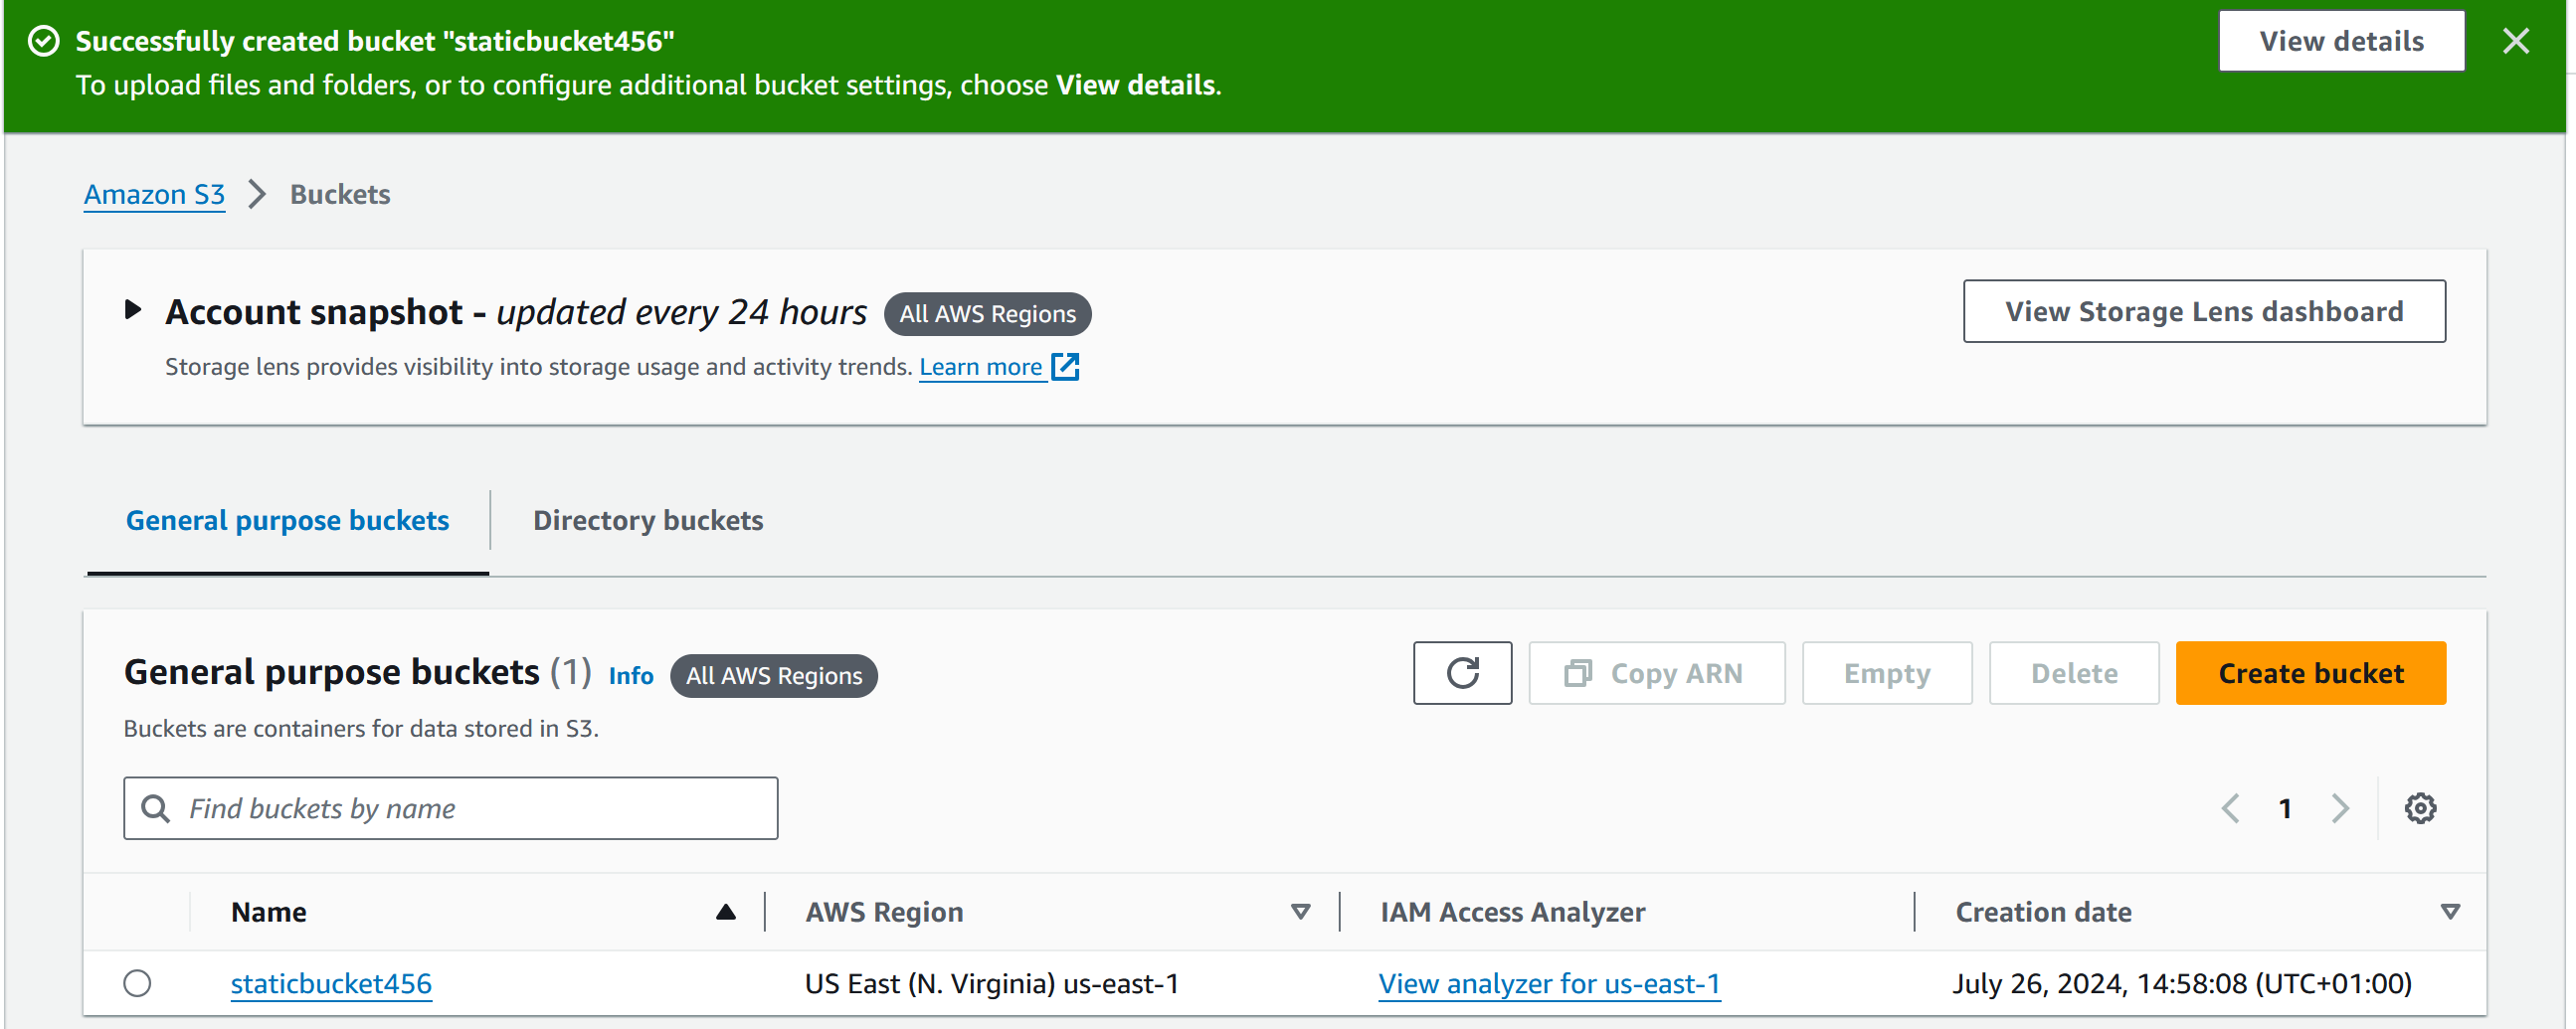 Successfully created bucket "staticbucket456"
View details
To upload files and folders, or to configure additional bucket settings, choose View details.
Amazon S3 > Buckets
Account snapshot - updated every 24 hours All AWS Regions
View Storage Lens dashboard
Storage lens provides visibility into storage usage and activity trends. Learn more
General purpose buckets
Directory buckets
General purpose buckets (1) Info All AWS Regions
Copy ARN
Empty
Delete
Create bucket
Buckets are containers for data stored in S3.
Find buckets by name
1
Name AWS Region IAM Access Analyzer Creation date
staticbucket456 US East (N. Virginia) us-east-1 View analyzer for us-east-1 July 26, 2024, 14:58:08 (UTC+01:00)